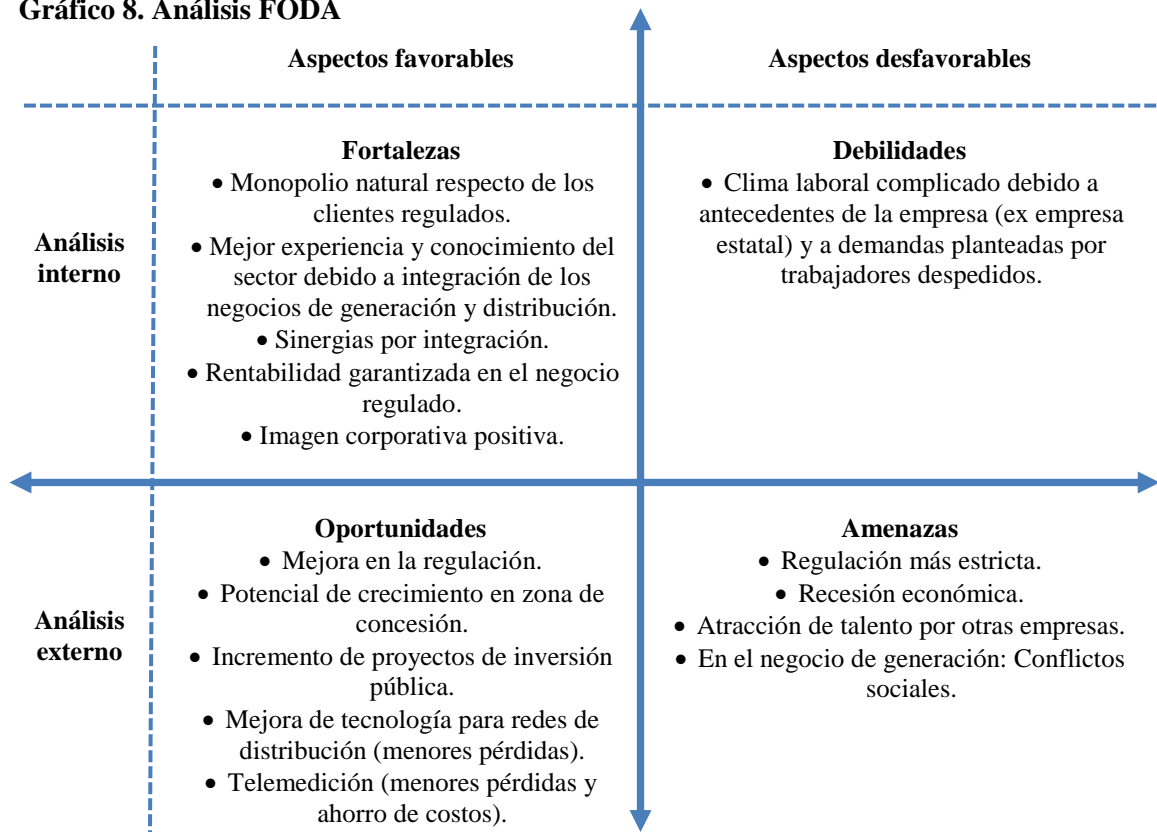 Gráfico 8. Análisis FODA
Aspectos favorables
Aspectos desfavorables
Análisis
interno
Fortalezas
• Monopolio natural respecto de los
clientes regulados.
• Mejor experiencia y conocimiento del
sector debido a integración de los
negocios de generación y distribución.
• Sinergias por integración.
• Rentabilidad garantizada en el negocio
regulado.
• Imagen corporativa positiva.
Debilidades
• Clima laboral complicado debido a
antecedentes de la empresa (ex empresa
estatal) y a demandas planteadas por
trabajadores despedidos.
Análisis
externo
Oportunidades
• Mejora en la regulación.
• Potencial de crecimiento en zona de
concesión.
• Incremento de proyectos de inversión
pública.
• Mejora de tecnología para redes de
distribución (menores pérdidas).
• Telemedición (menores pérdidas y
ahorro de costos).
Amenazas
• Regulación más estricta.
• Recesión económica.
• Atracción de talento por otras empresas.
• En el negocio de generación: Conflictos
sociales.